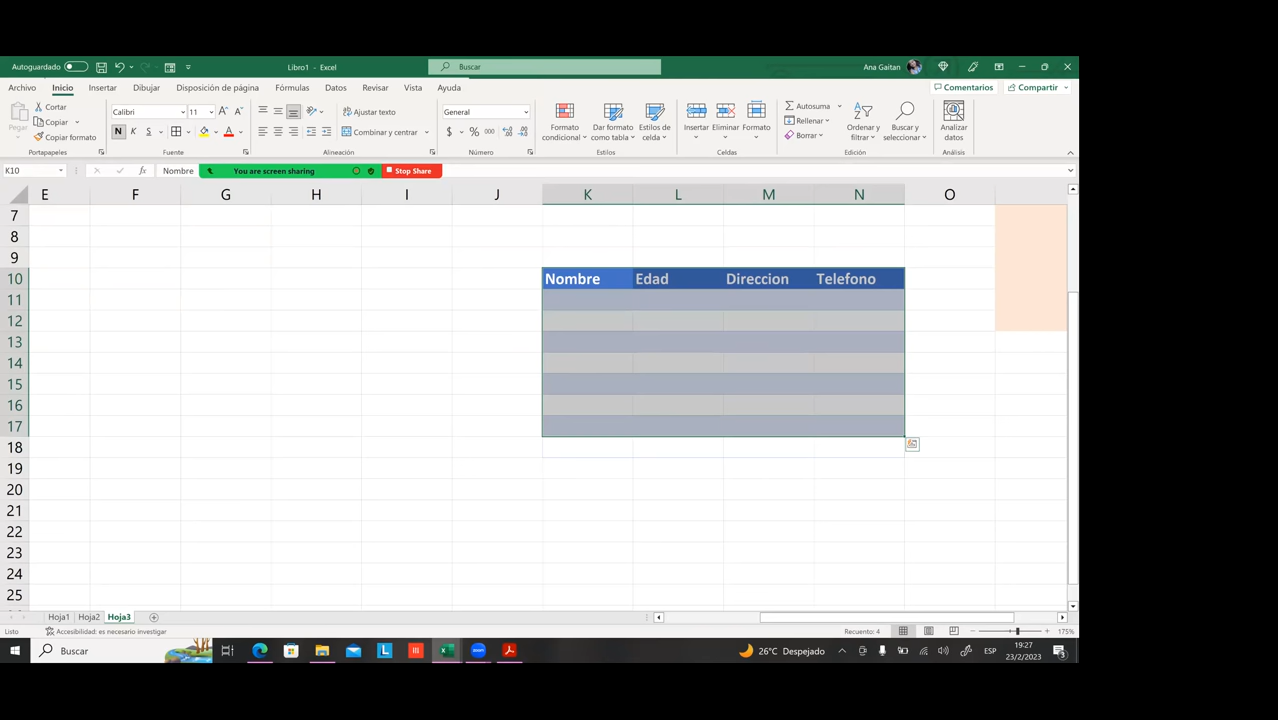 Autoguardado
Libro1 - Excel
Buscar
Ana Gaitan
Archivo Inicio Insertar Dibujar Disposición de página Fórmulas Datos Revisar Vista Ayuda
Comentarios Compartir
Pegar
Cortar
Copiar
Copiar formato
Portapapeles
Calibri 11
N K S
Fuente
Ajustar texto
Combinar y centrar
Alineación
General
$ % 000
Número
Formato condicional
Dar formato como tabla
Estilos de celda
Estilos
Insertar Eliminar Formato
Celdas
Autosuma
Rellenar
Borrar
Ordenar y filtrar
Buscar y seleccionar
Edición
Analizar datos
Análisis
K10
fx
Nombre
You are screen sharing
Stop Share
E F G H I J K L M N O
7
8
9
10 Nombre Edad Direccion Telefono
11
12
13
14
15
16
17
18
19
20
21
22
23
24
25
Hoja1 Hoja2 Hoja3
Listo
Accesibilidad: es necesario investigar
Recuento: 4
175%
Buscar
L
zoom
26°C Despejado
ESP
19:27
23/2/2023
3